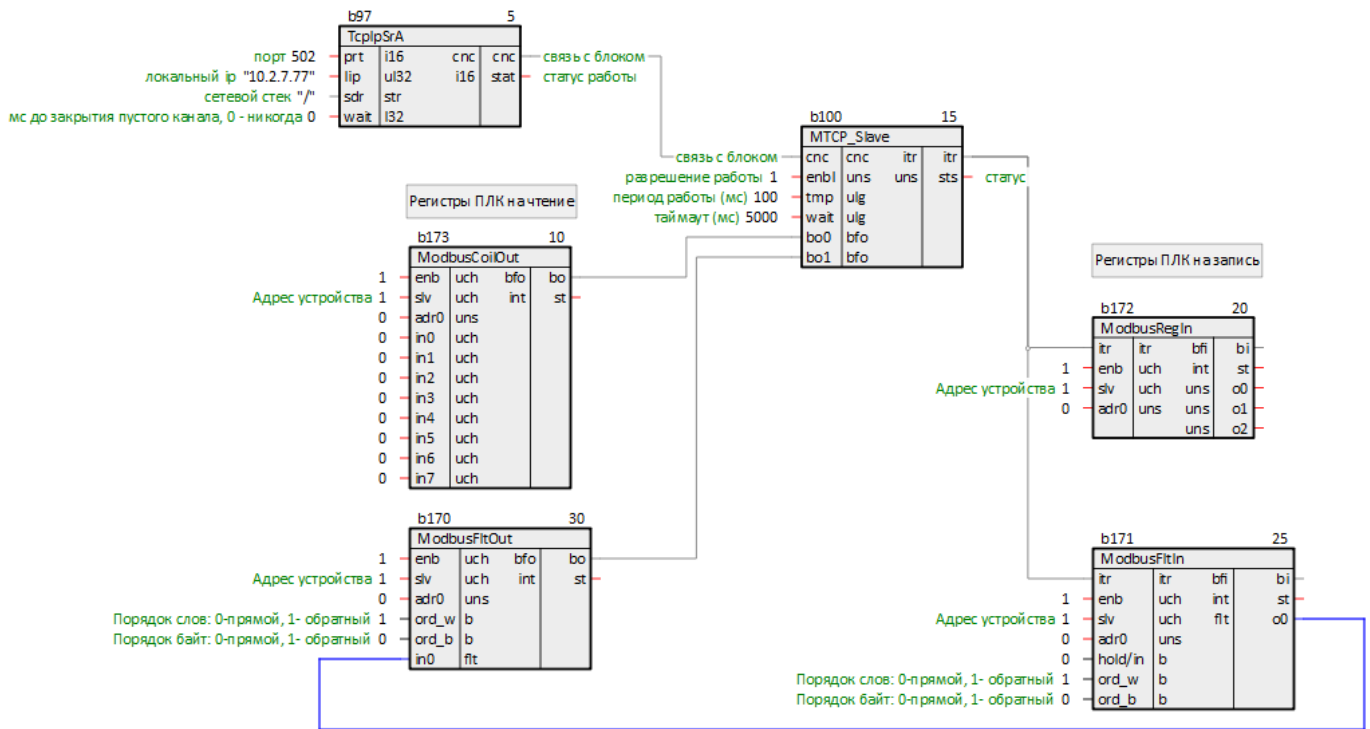 b97 5
TcpIpSrA
порт 502 prt i16 cnc cnc связь с блоком
локальный ip "10.2.7.77" lip ul32 i16 stat статус работы
сетевой стек "/" sdr str
мс до закрытия пустого канала, 0 - никогда 0 wait l32
b100 15
MTCP_Slave
связь с блоком cnc cnc itr itr
разрешение работы 1 enbl uns uns sts статус
период работы (мс) 100 tmp ulg
таймаут (мс) 5000 wait ulg
bo0 bfo
bo1 bfo
Регистры ПЛК на чтение
b173 10
ModbusCoilOut
1 enb uch bfo bo
Адрес устройства 1 slv uch int st
0 adr0 uns
0 in0 uch
0 in1 uch
0 in2 uch
0 in3 uch
0 in4 uch
0 in5 uch
0 in6 uch
0 in7 uch
Регистры ПЛК на запись
b172 20
ModbusRegIn
itr itr bfi bi
1 enb uch int st
Адрес устройства 1 slv uch uns o0
0 adr0 uns uns o1
uns o2
b170 30
ModbusFltOut
1 enb uch bfo bo
Адрес устройства 1 slv uch int st
0 adr0 uns
Порядок слов: 0-прямой, 1- обратный 1 ord_w b
Порядок байт: 0-прямой, 1- обратный 0 ord_b b
in0 flt
b171 25
ModbusFltIn
itr itr bfi bi
1 enb uch int st
Адрес устройства 1 slv uch flt o0
0 adr0 uns
0 hold/in b
Порядок слов: 0-прямой, 1- обратный 1 ord_w b
Порядок байт: 0-прямой, 1- обратный 0 ord_b b